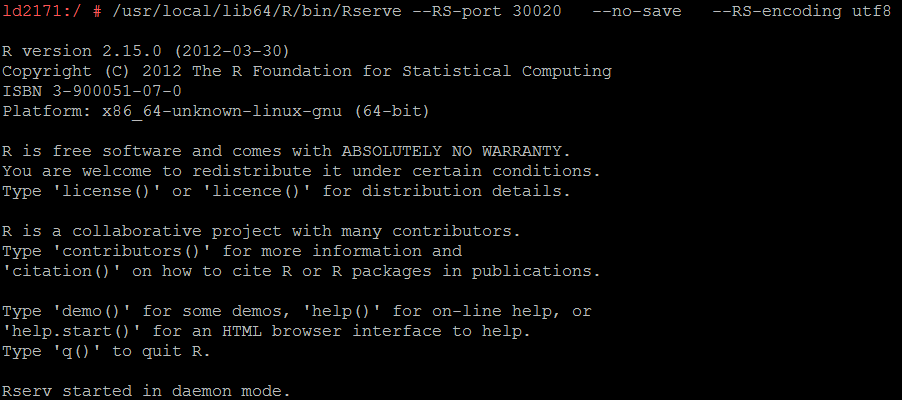 ld2171:/ # /usr/local/lib64/R/bin/Rserve --RS-port 30020   --no-save   --RS-encoding utf8
R version 2.15.0 (2012-03-30)
Copyright (C) 2012 The R Foundation for Statistical Computing
ISBN 3-900051-07-0
Platform: x86_64-unknown-linux-gnu (64-bit)
R is free software and comes with ABSOLUTELY NO WARRANTY.
You are welcome to redistribute it under certain conditions.
Type 'license()' or 'licence()' for distribution details.
R is a collaborative project with many contributors.
Type 'contributors()' for more information and
'citation()' on how to cite R or R packages in publications.
Type 'demo()' for some demos, 'help()' for on-line help, or
'help.start()' for an HTML browser interface to help.
Type 'q()' to quit R.
Rserv started in daemon mode.